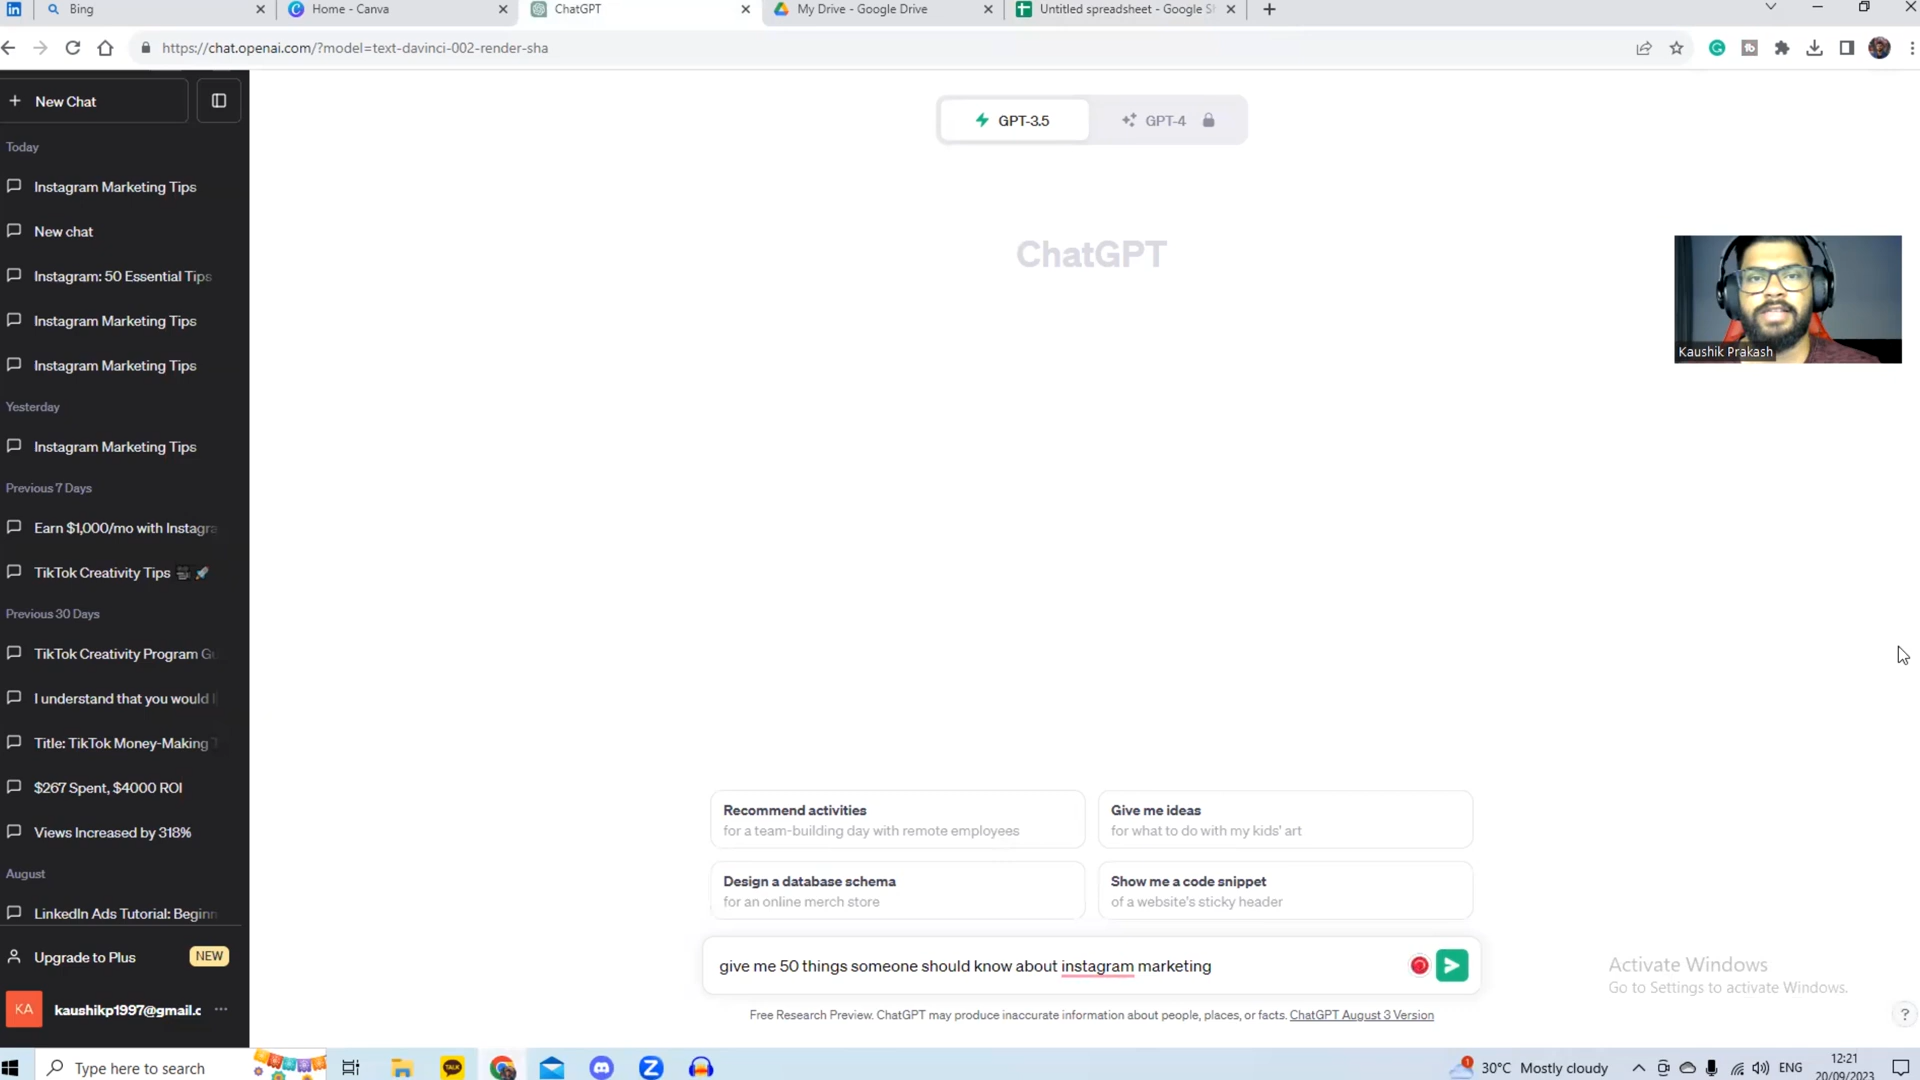 Bing
Home - Canva
ChatGPT
My Drive - Google Drive
Untitled spreadsheet - Google S
https://chat.openai.com/?model=text-davinci-002-render-sha
New Chat
GPT-3.5
GPT-4
Today
Instagram Marketing Tips
New chat
Instagram: 50 Essential Tips
Instagram Marketing Tips
Instagram Marketing Tips
Yesterday
Instagram Marketing Tips
Previous 7 Days
Earn $1,000/mo with Instagra
TikTok Creativity Tips
Previous 30 Days
TikTok Creativity Program G
I understand that you would
Title: TikTok Money-Making
$267 Spent, $4000 ROI
Views Increased by 318%
August
LinkedIn Ads Tutorial: Beginn
Upgrade to Plus
NEW
KA
kaushikp1997@gmail.c
ChatGPT
Kaushik Prakash
Recommend activities
for a team-building day with remote employees
Give me ideas
for what to do with my kids' art
Design a database schema
for an online merch store
Show me a code snippet
of a website's sticky header
give me 50 things someone should know about instagram marketing
Free Research Preview. ChatGPT may produce inaccurate information about people, places, or facts. ChatGPT August 3 Version
Activate Windows
Go to Settings to activate Windows.
?
Type here to search
TALK
1
30°C Mostly cloudy
ENG
12:21
20/09/2023